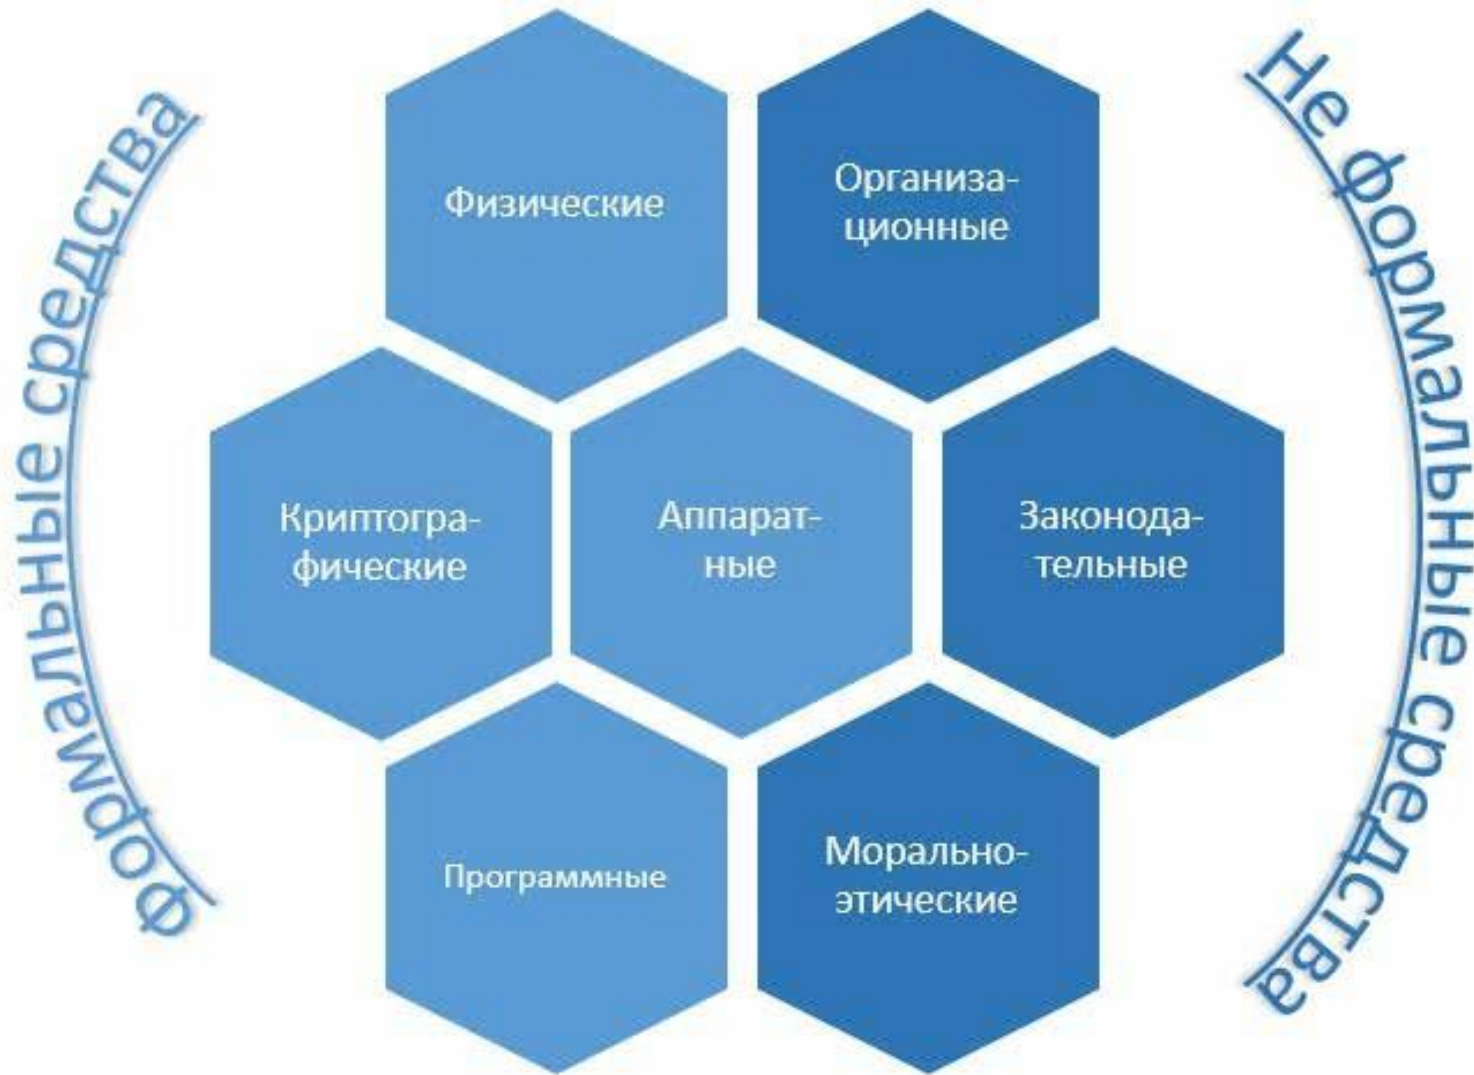 Формальные средства
Не формальные средства
Физические
Организа-
ционные
Криптогра-
фические
Аппарат-
ные
Законода-
тельные
Программные
Морально-
этические